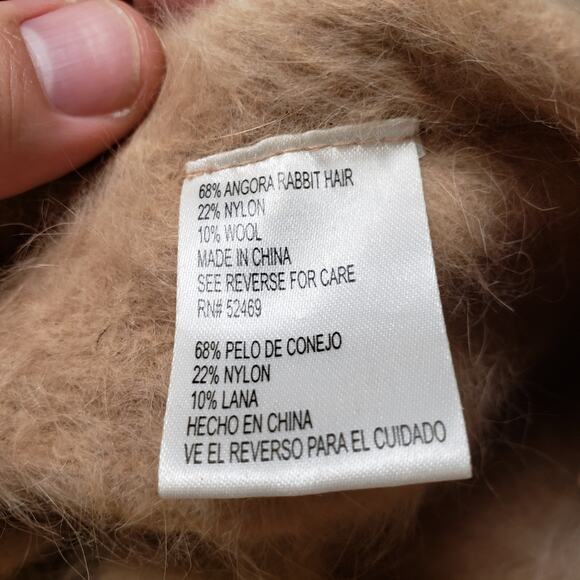 68% ANGORA RABBIT HAIR
22% NYLON
10% WOOL
MADE IN CHINA
SEE REVERSE FOR CARE
RN# 52469
68% PELO DE CONEJO
22% NYLON
10% LANA
HECHO EN CHINA
VE EL REVERSO PARA EL CUIDADO